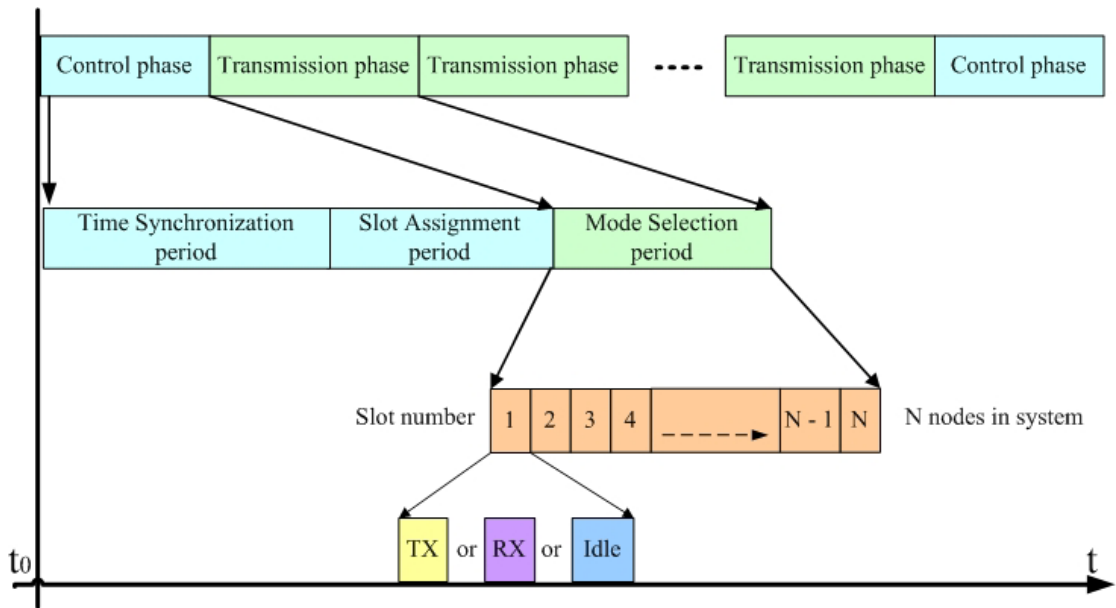 Control phase
Transmission phase
Transmission phase
Transmission phase
Control phase
Time Synchronization
period
Slot Assignment
period
Mode Selection
period
Slot number
1
2
3
4
N - 1
N
N nodes in system
TX or RX or Idle
t0
t